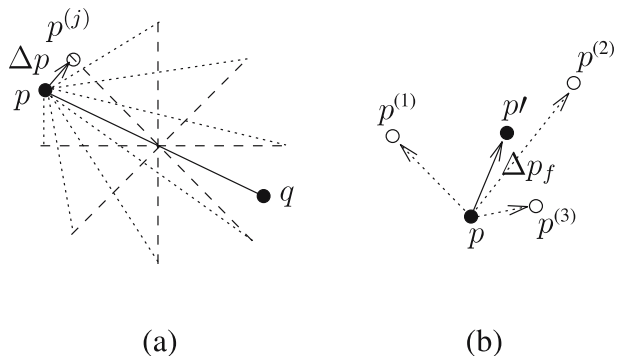 p^{(j)}
Δp
p
q
(a)
p^{(2)}
p^{(1)}
p′
Δp_f
p^{(3)}
p
(b)